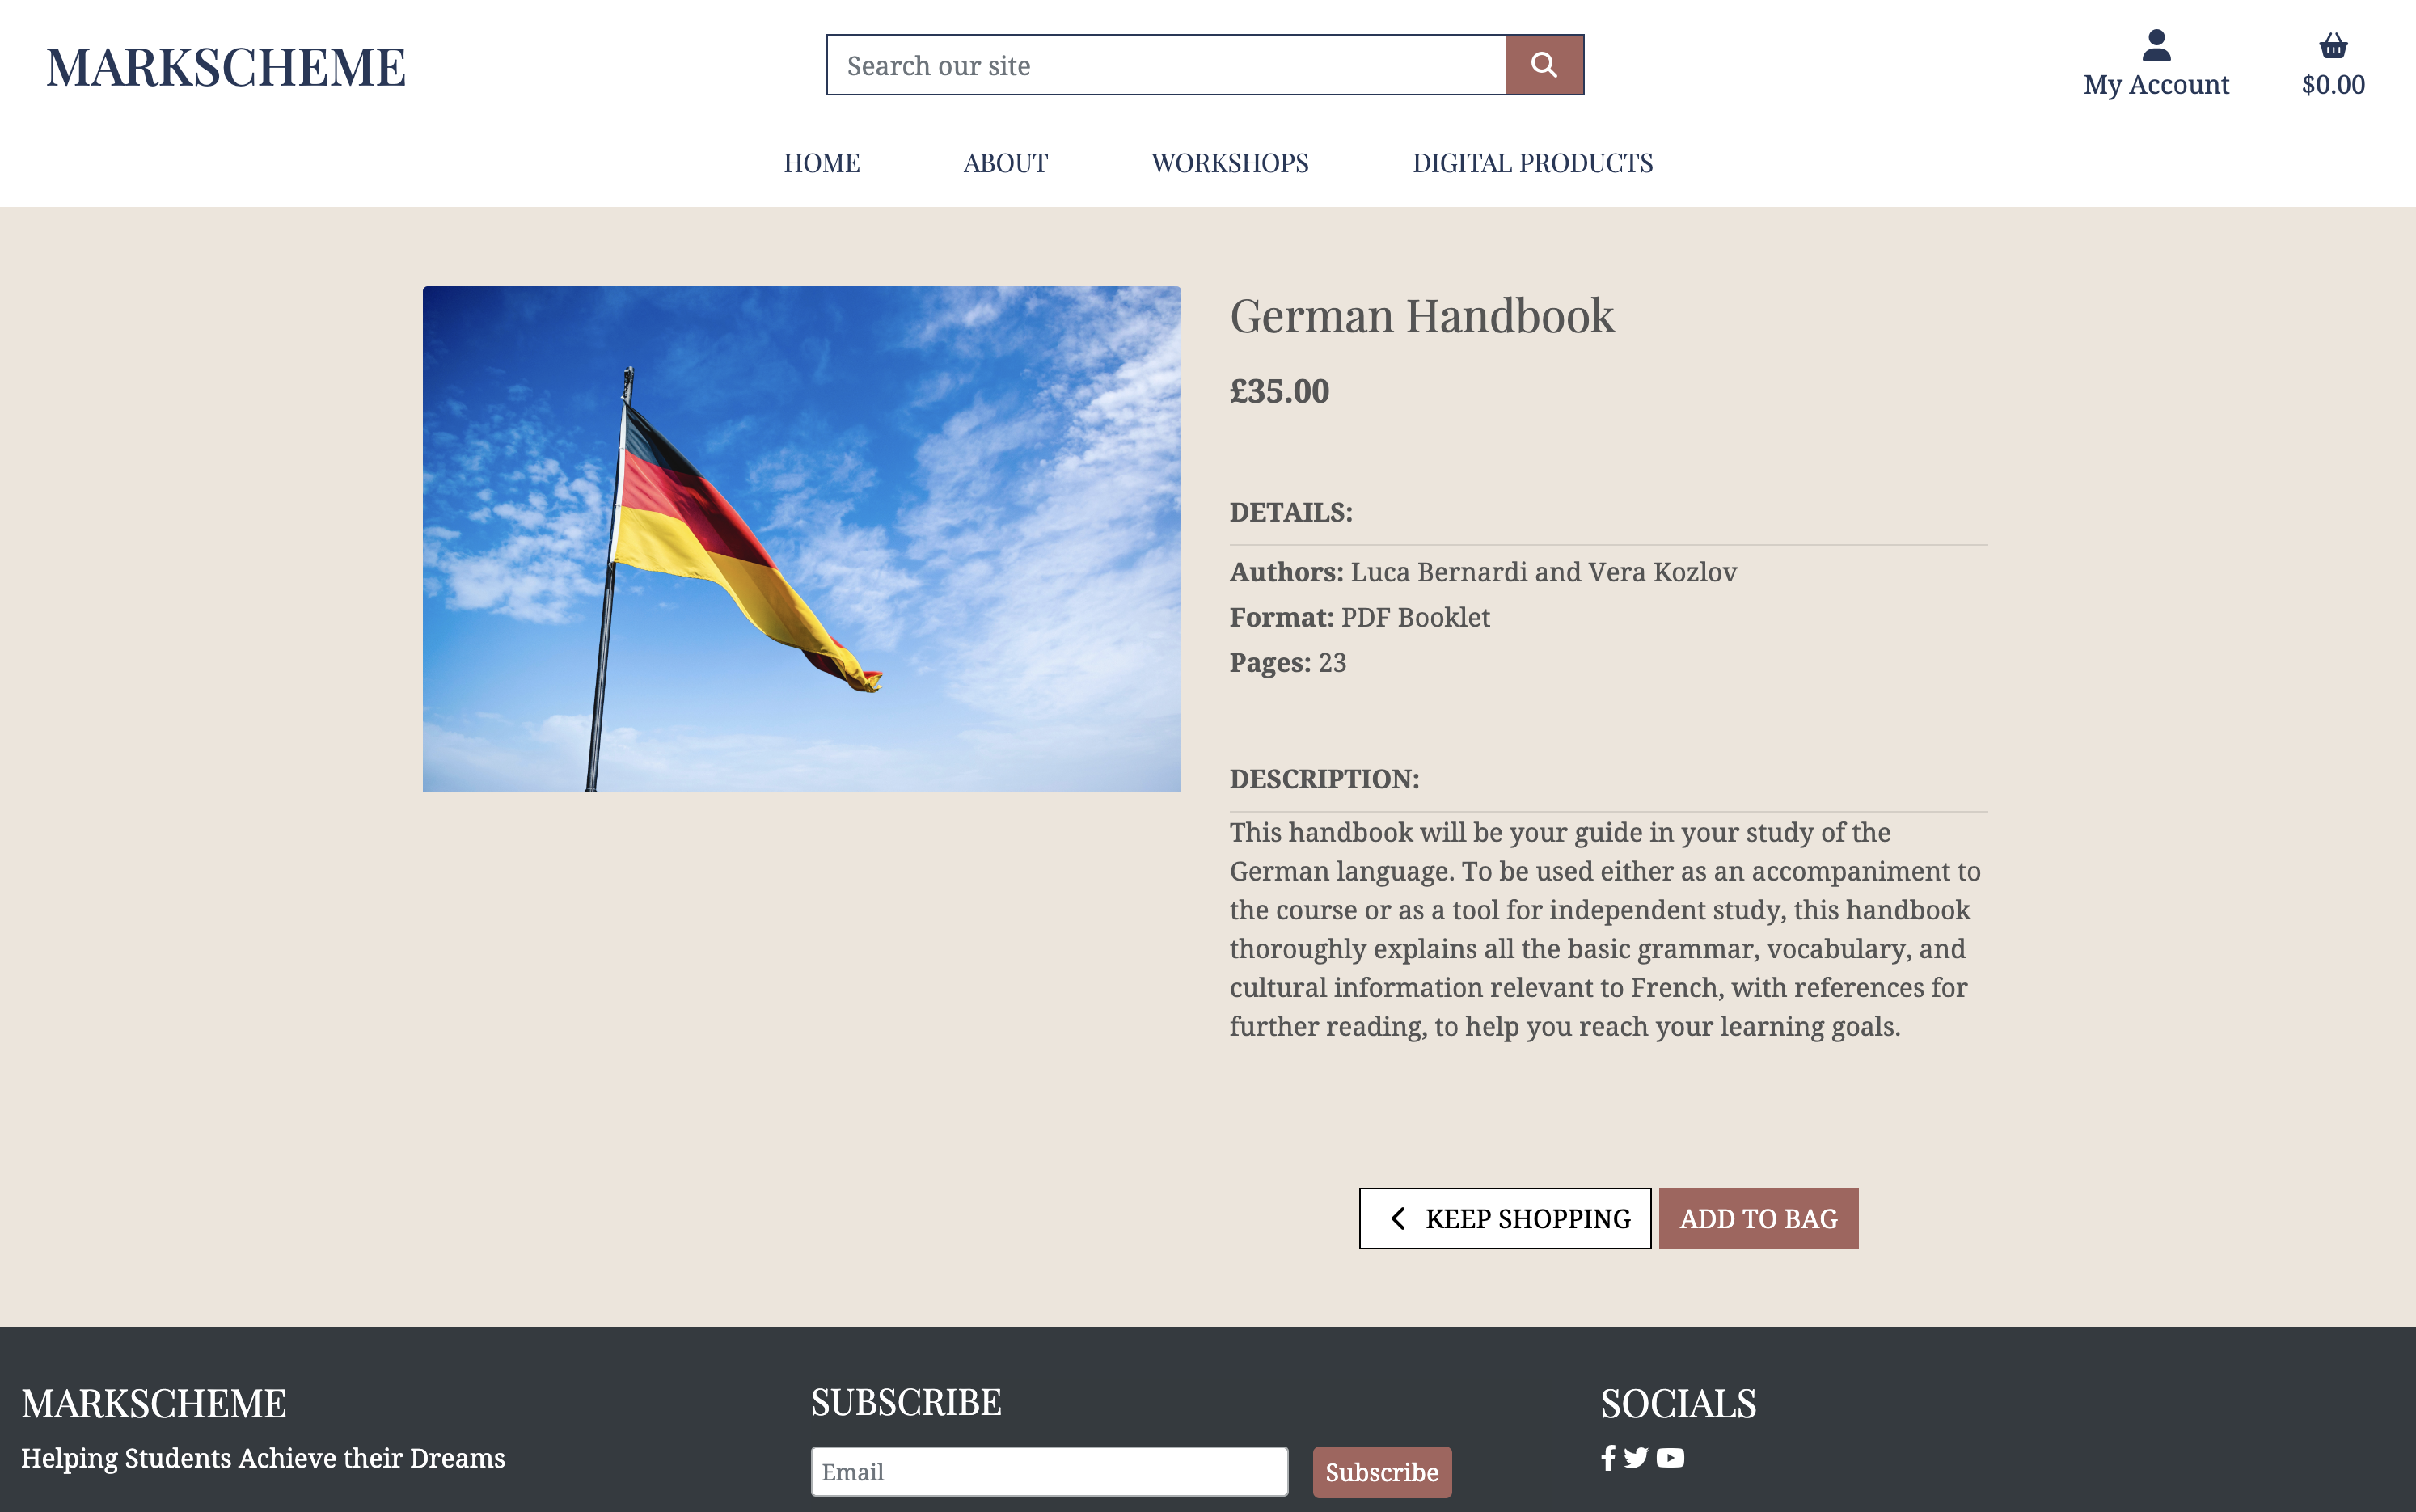 MARKSCHEME
Search our site
My Account
$0.00
HOME ABOUT WORKSHOPS DIGITAL PRODUCTS
German Handbook
£35.00
DETAILS:
Authors: Luca Bernardi and Vera Kozlov
Format: PDF Booklet
Pages: 23
DESCRIPTION:
This handbook will be your guide in your study of the
German language. To be used either as an accompaniment to
the course or as a tool for independent study, this handbook
thoroughly explains all the basic grammar, vocabulary, and
cultural information relevant to French, with references for
further reading, to help you reach your learning goals.
KEEP SHOPPING ADD TO BAG
MARKSCHEME
Helping Students Achieve their Dreams
SUBSCRIBE
Email Subscribe
SOCIALS